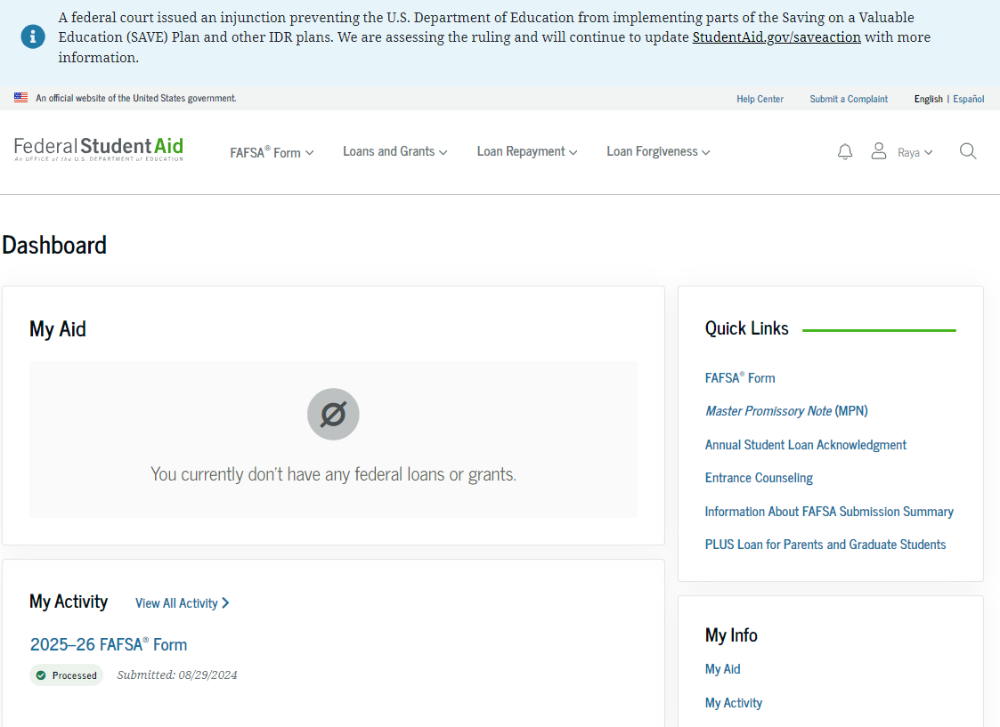 A federal court issued an injunction preventing the U.S. Department of Education from implementing parts of the Saving on a Valuable
Education (SAVE) Plan and other IDR plans. We are assessing the ruling and will continue to update StudentAid.gov/saveaction with more
information.
An official website of the United States government.
Help Center
Submit a Complaint
English | Español
Federal Student Aid
An OFFICE of the U.S. DEPARTMENT of EDUCATION
FAFSA® Form
Loans and Grants
Loan Repayment
Loan Forgiveness
Raya
Dashboard
My Aid
You currently don't have any federal loans or grants.
My Activity
View All Activity
2025–26 FAFSA® Form
Processed
Submitted: 08/29/2024
Quick Links
FAFSA® Form
Master Promissory Note (MPN)
Annual Student Loan Acknowledgment
Entrance Counseling
Information About FAFSA Submission Summary
PLUS Loan for Parents and Graduate Students
My Info
My Aid
My Activity